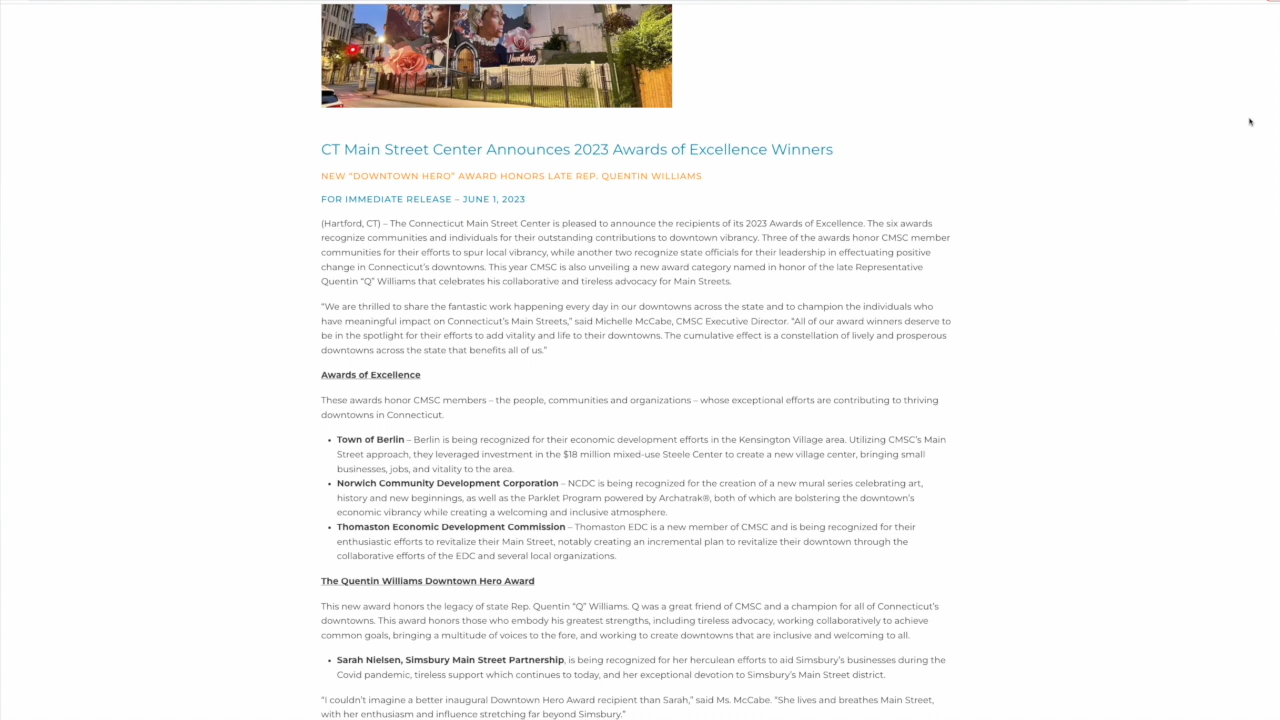 Nevertheless
CT Main Street Center Announces 2023 Awards of Excellence Winners
NEW "DOWNTOWN HERO" AWARD HONORS LATE REP. QUENTIN WILLIAMS
FOR IMMEDIATE RELEASE – JUNE 1, 2023
(Hartford, CT) – The Connecticut Main Street Center is pleased to announce the recipients of its 2023 Awards of Excellence. The six awards
recognize communities and individuals for their outstanding contributions to downtown vibrancy. Three of the awards honor CMSC member
communities for their efforts to spur local vibrancy, while another two recognize state officials for their leadership in effectuating positive
change in Connecticut's downtowns. This year CMSC is also unveiling a new award category named in honor of the late Representative
Quentin "Q" Williams that celebrates his collaborative and tireless advocacy for Main Streets.
"We are thrilled to share the fantastic work happening every day in our downtowns across the state and to champion the individuals who
have meaningful impact on Connecticut's Main Streets," said Michelle McCabe, CMSC Executive Director. "All of our award winners deserve to
be in the spotlight for their efforts to add vitality and life to their downtowns. The cumulative effect is a constellation of lively and prosperous
downtowns across the state that benefits all of us."
Awards of Excellence
These awards honor CMSC members – the people, communities and organizations – whose exceptional efforts are contributing to thriving
downtowns in Connecticut.
• Town of Berlin – Berlin is being recognized for their economic development efforts in the Kensington Village area. Utilizing CMSC's Main
Street approach, they leveraged investment in the $18 million mixed-use Steele Center to create a new village center, bringing small
businesses, jobs, and vitality to the area.
• Norwich Community Development Corporation – NCDC is being recognized for the creation of a new mural series celebrating art,
history and new beginnings, as well as the Parklet Program powered by Archatrak®, both of which are bolstering the downtown's
economic vibrancy while creating a welcoming and inclusive atmosphere.
• Thomaston Economic Development Commission – Thomaston EDC is a new member of CMSC and is being recognized for their
enthusiastic efforts to revitalize their Main Street, notably creating an incremental plan to revitalize their downtown through the
collaborative efforts of the EDC and several local organizations.
The Quentin Williams Downtown Hero Award
This new award honors the legacy of state Rep. Quentin "Q" Williams. Q was a great friend of CMSC and a champion for all of Connecticut's
downtowns. This award honors those who embody his greatest strengths, including tireless advocacy, working collaboratively to achieve
common goals, bringing a multitude of voices to the fore, and working to create downtowns that are inclusive and welcoming to all.
• Sarah Nielsen, Simsbury Main Street Partnership, is being recognized for her herculean efforts to aid Simsbury's businesses during the
Covid pandemic, tireless support which continues to today, and her exceptional devotion to Simsbury's Main Street district.
"I couldn't imagine a better inaugural Downtown Hero Award recipient than Sarah," said Ms. McCabe. "She lives and breathes Main Street,
with her enthusiasm and influence stretching far beyond Simsbury."